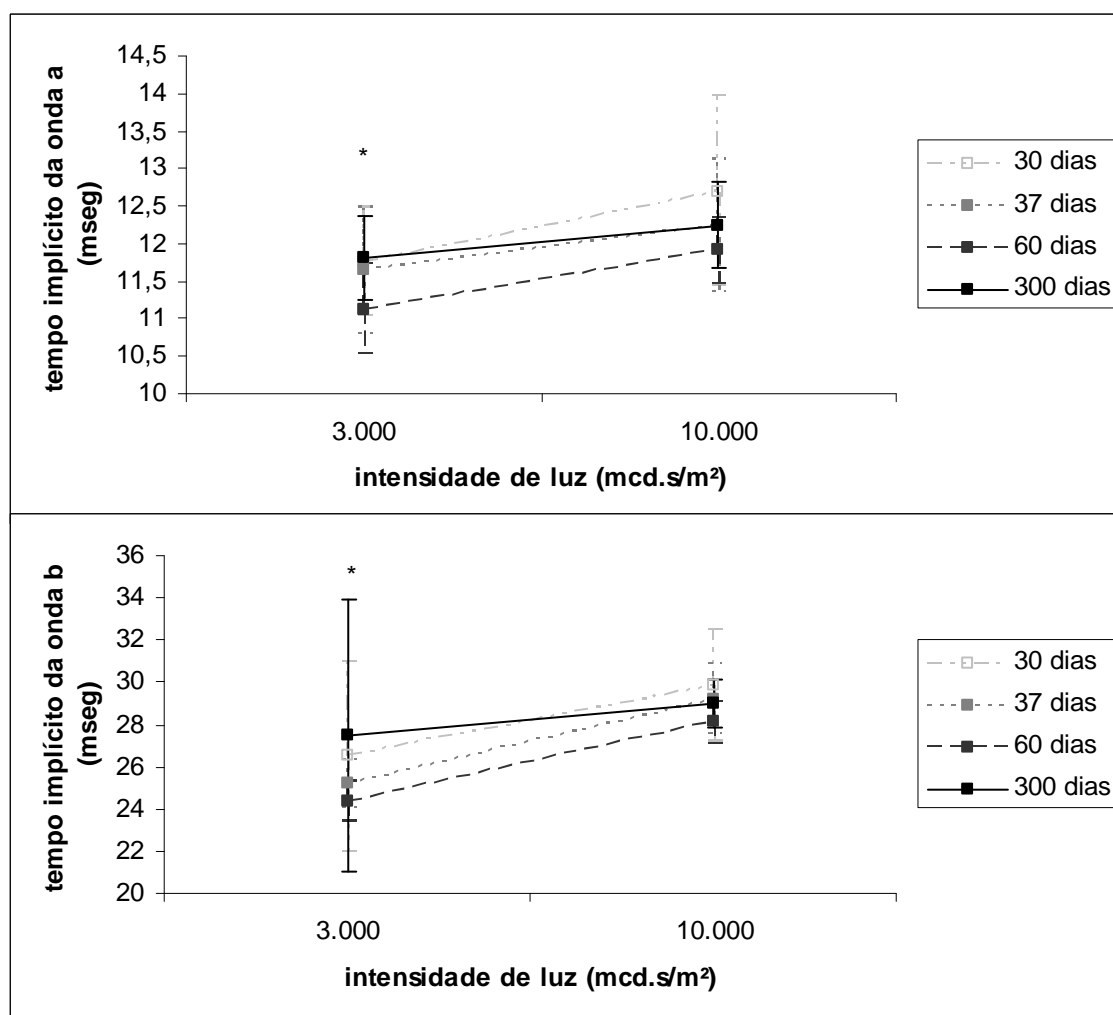 tempo implícito da onda a
(mseg)
14,5
14
13,5
13
12,5
12
11,5
11
10,5
10
*
3.000
10.000
intensidade de luz (mcd.s/m²)
30 dias
37 dias
60 dias
300 dias
tempo implícito da onda b
(mseg)
36
34
32
30
28
26
24
22
20
*
3.000
10.000
intensidade de luz (mcd.s/m²)
30 dias
37 dias
60 dias
300 dias